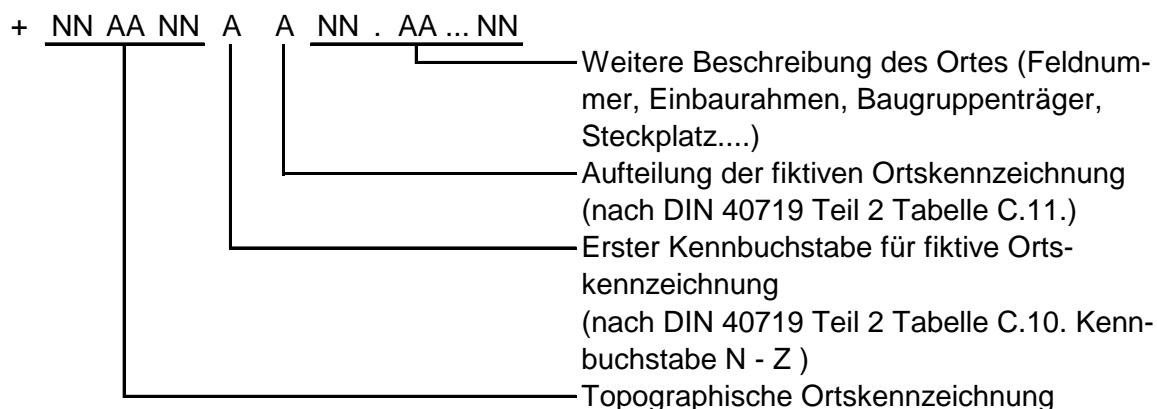 + NN AA NN A A NN . AA ... NN
Weitere Beschreibung des Ortes (Feldnum-
mer, Einbaurahmen, Baugruppenträger,
Steckplatz....)
Aufteilung der fiktiven Ortskennzeichnung
(nach DIN 40719 Teil 2 Tabelle C.11.)
Erster Kennbuchstabe für fiktive Orts-
kennzeichnung
(nach DIN 40719 Teil 2 Tabelle C.10. Kenn-
buchstabe N - Z )
Topographische Ortskennzeichnung